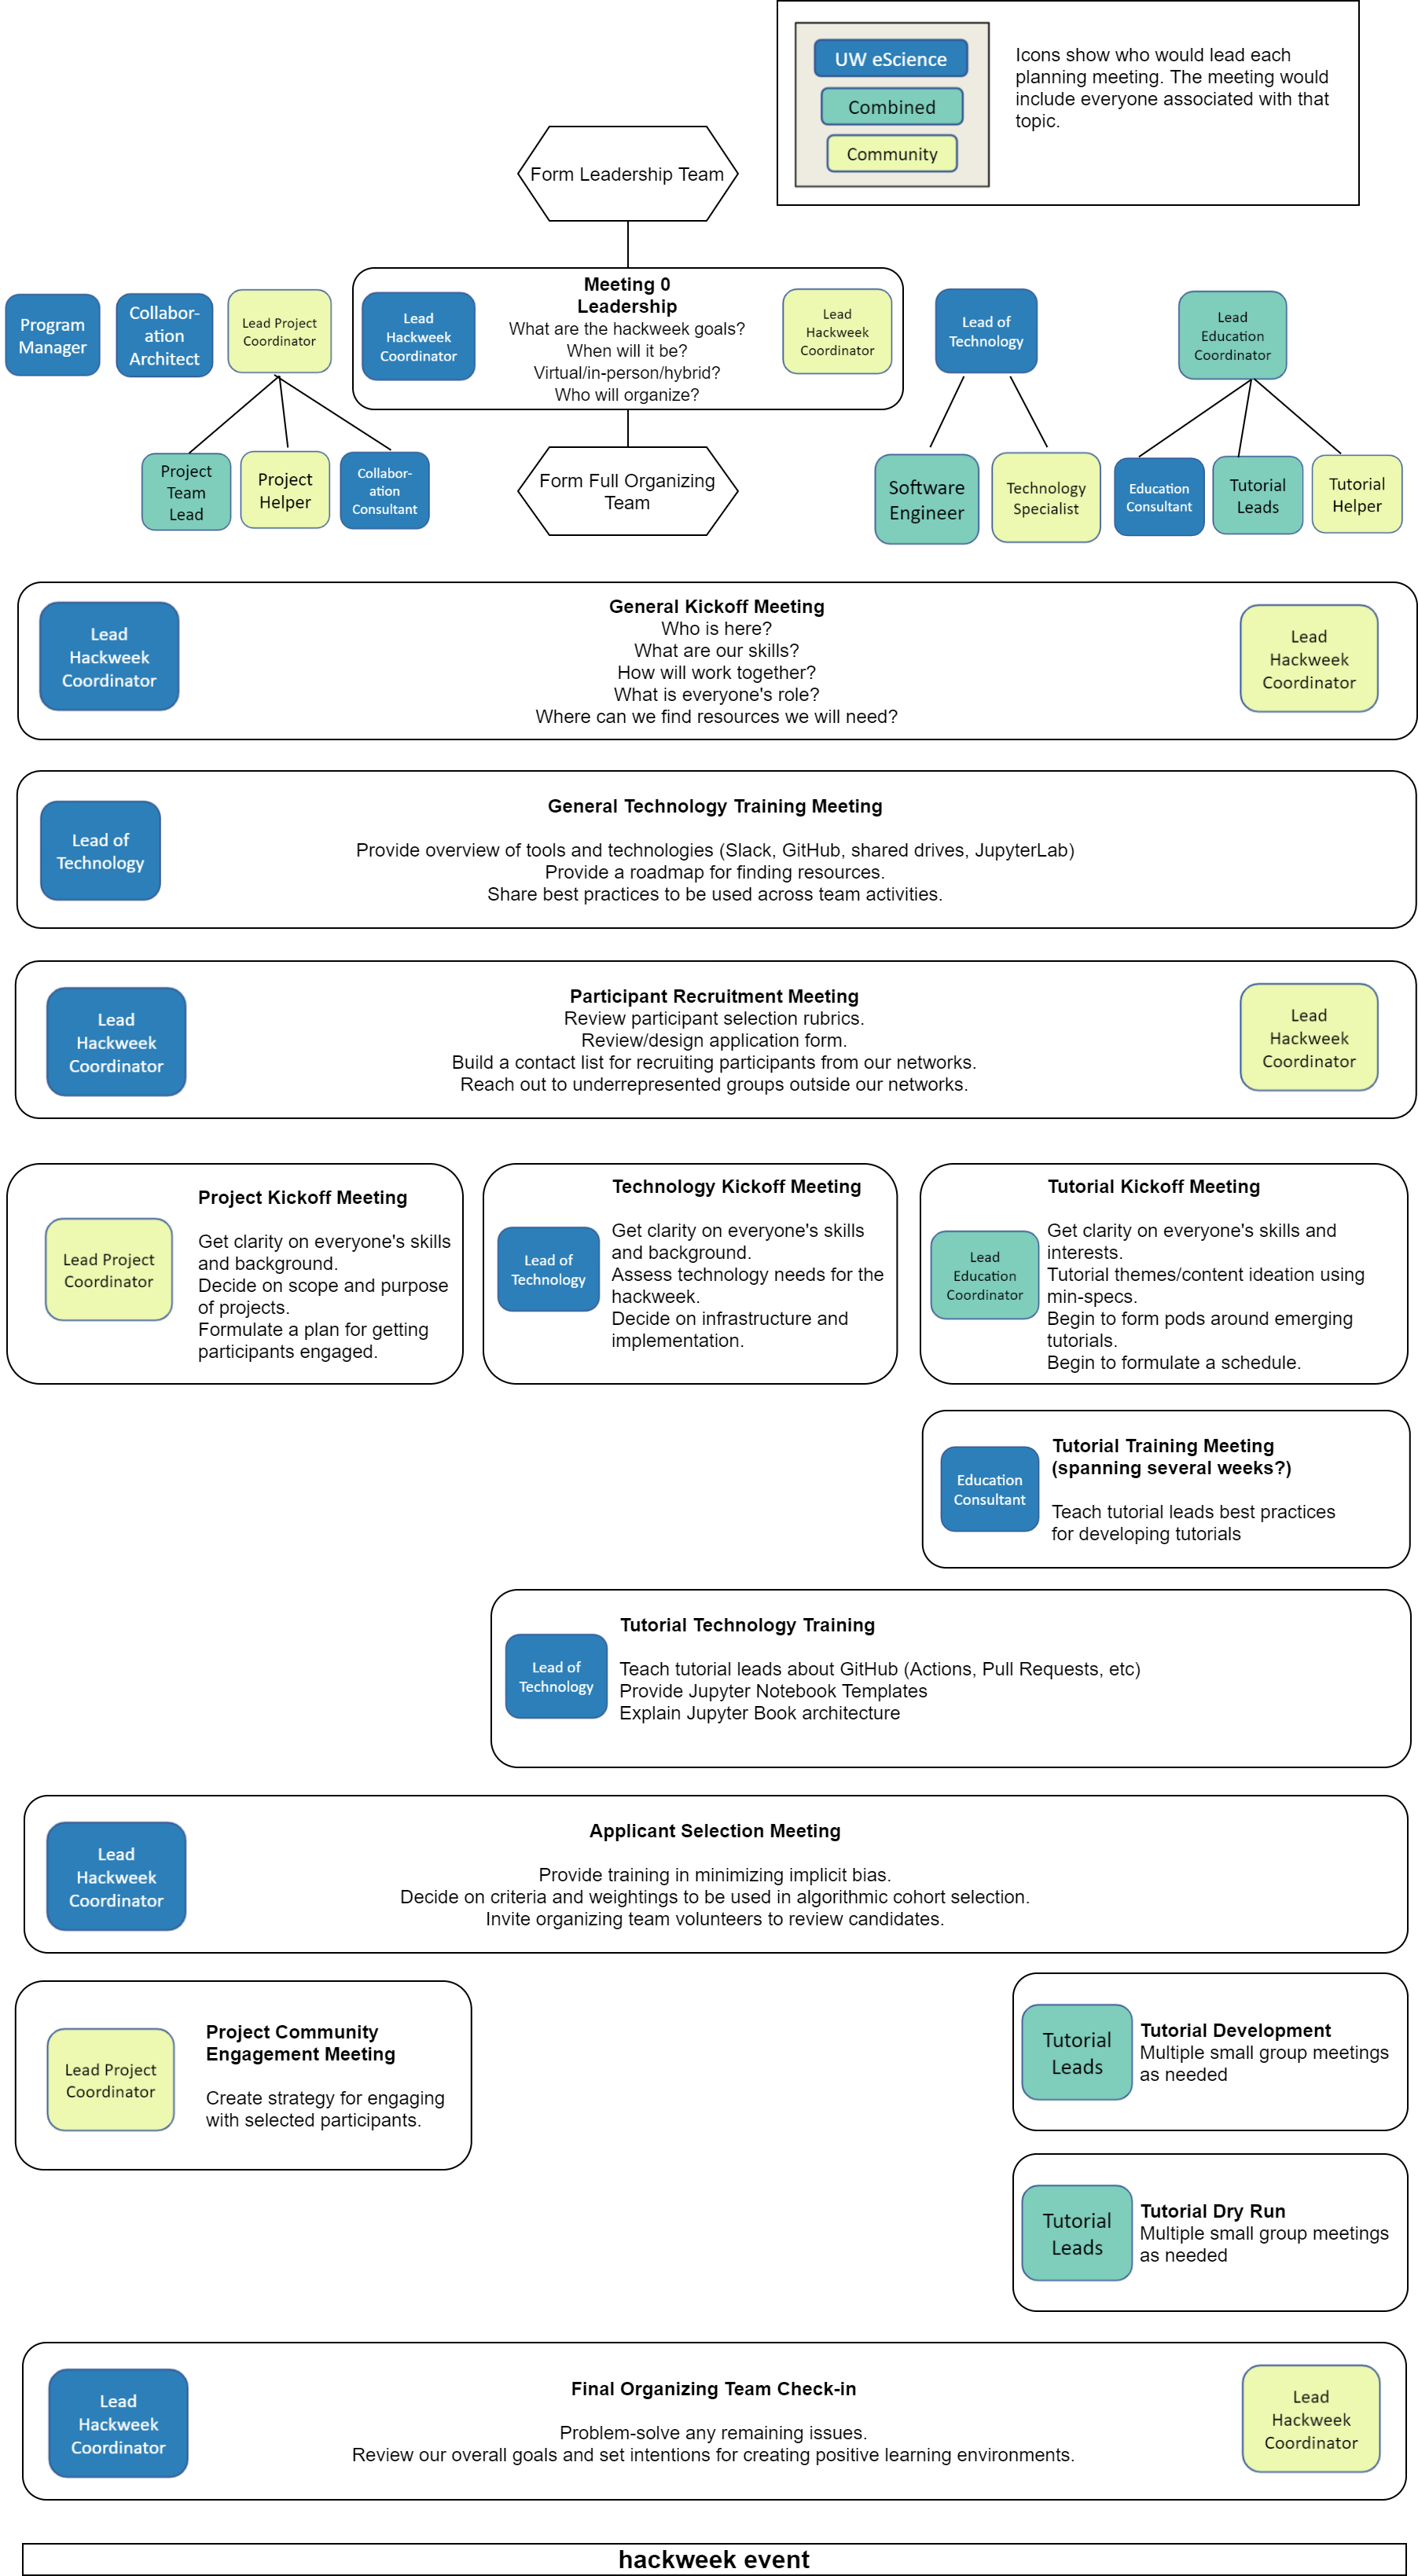 UW eScience
Combined
Community
Icons show who would lead each
planning meeting. The meeting would
include everyone associated with that
topic.
Form Leadership Team
Program
Manager
Collabor-
ation
Architect
Lead Project
Coordinator
Lead
Hackweek
Coordinator
Meeting 0
Leadership
What are the hackweek goals?
When will it be?
Virtual/in-person/hybrid?
Who will organize?
Lead
Hackweek
Coordinator
Lead of
Technology
Lead
Education
Coordinator
Project
Team
Lead
Project
Helper
Collabor-
ation
Consultant
Form Full Organizing
Team
Software
Engineer
Technology
Specialist
Education
Consultant
Tutorial
Leads
Tutorial
Helper
Lead
Hackweek
Coordinator
General Kickoff Meeting
Who is here?
What are our skills?
How will work together?
What is everyone's role?
Where can we find resources we will need?
Lead
Hackweek
Coordinator
Lead of
Technology
General Technology Training Meeting
Provide overview of tools and technologies (Slack, GitHub, shared drives, JupyterLab)
Provide a roadmap for finding resources.
Share best practices to be used across team activities.
Lead
Hackweek
Coordinator
Participant Recruitment Meeting
Review participant selection rubrics.
Review/design application form.
Build a contact list for recruiting participants from our networks.
Reach out to underrepresented groups outside our networks.
Lead
Hackweek
Coordinator
Lead Project
Coordinator
Project Kickoff Meeting
Get clarity on everyone's skills
and background.
Decide on scope and purpose
of projects.
Formulate a plan for getting
participants engaged.
Lead of
Technology
Technology Kickoff Meeting
Get clarity on everyone's skills
and background.
Assess technology needs for the
hackweek.
Decide on infrastructure and
implementation.
Lead
Education
Coordinator
Tutorial Kickoff Meeting
Get clarity on everyone's skills and
interests.
Tutorial themes/content ideation using
min-specs.
Begin to form pods around emerging
tutorials.
Begin to formulate a schedule.
Education
Consultant
Tutorial Training Meeting
(spanning several weeks?)
Teach tutorial leads best practices
for developing tutorials
Lead of
Technology
Tutorial Technology Training
Teach tutorial leads about GitHub (Actions, Pull Requests, etc)
Provide Jupyter Notebook Templates
Explain Jupyter Book architecture
Lead
Hackweek
Coordinator
Applicant Selection Meeting
Provide training in minimizing implicit bias.
Decide on criteria and weightings to be used in algorithmic cohort selection.
Invite organizing team volunteers to review candidates.
Lead Project
Coordinator
Project Community
Engagement Meeting
Create strategy for engaging
with selected participants.
Tutorial
Leads
Tutorial Development
Multiple small group meetings
as needed
Tutorial
Leads
Tutorial Dry Run
Multiple small group meetings
as needed
Lead
Hackweek
Coordinator
Final Organizing Team Check-in
Problem-solve any remaining issues.
Review our overall goals and set intentions for creating positive learning environments.
Lead
Hackweek
Coordinator
hackweek event